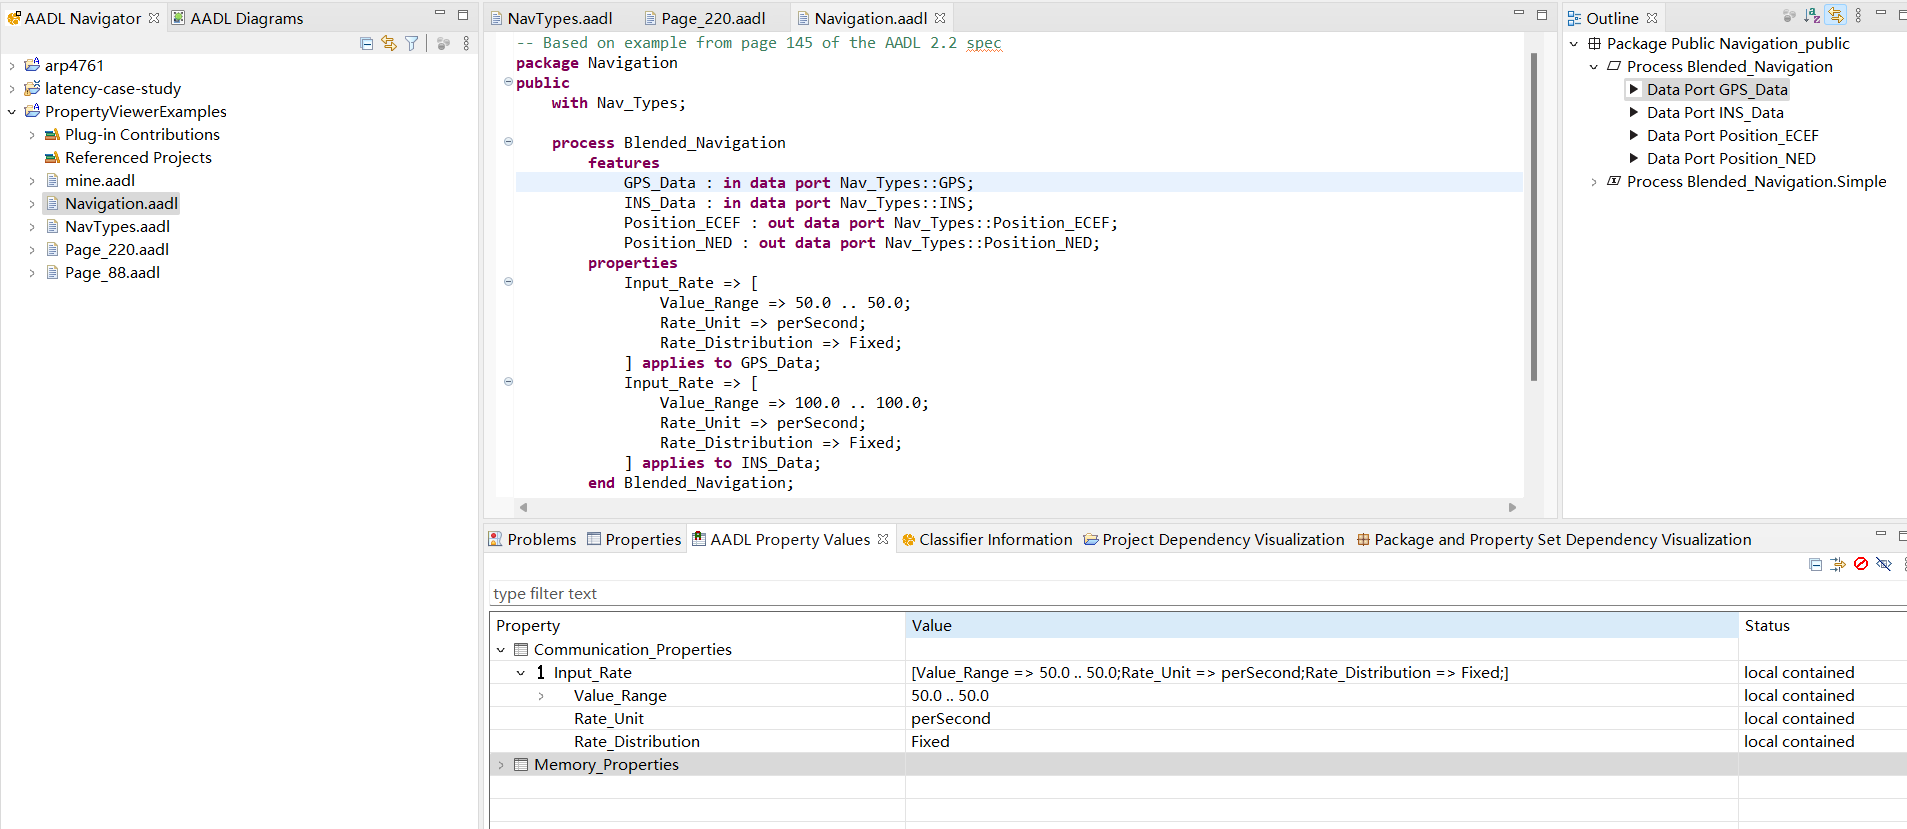 AADL Navigator
AADL Diagrams
arp4761
latency-case-study
PropertyViewerExamples
Plug-in Contributions
Referenced Projects
mine.aadl
Navigation.aadl
NavTypes.aadl
Page_220.aadl
Page_88.aadl
NavTypes.aadl
Page_220.aadl
Navigation.aadl
-- Based on example from page 145 of the AADL 2.2 spec
package Navigation
public
with Nav_Types;
process Blended_Navigation
features
GPS_Data : in data port Nav_Types::GPS;
INS_Data : in data port Nav_Types::INS;
Position_ECEF : out data port Nav_Types::Position_ECEF;
Position_NED : out data port Nav_Types::Position_NED;
properties
Input_Rate => [
Value_Range => 50.0 .. 50.0;
Rate_Unit => perSecond;
Rate_Distribution => Fixed;
] applies to GPS_Data;
Input_Rate => [
Value_Range => 100.0 .. 100.0;
Rate_Unit => perSecond;
Rate_Distribution => Fixed;
] applies to INS_Data;
end Blended_Navigation;
Outline
Package Public Navigation_public
Process Blended_Navigation
Data Port GPS_Data
Data Port INS_Data
Data Port Position_ECEF
Data Port Position_NED
Process Blended_Navigation.Simple
Problems
Properties
AADL Property Values
Classifier Information
Project Dependency Visualization
Package and Property Set Dependency Visualization
type filter text
Property Value Status
Communication_Properties
1 Input_Rate [Value_Range => 50.0 .. 50.0;Rate_Unit => perSecond;Rate_Distribution => Fixed;] local contained
Value_Range 50.0 .. 50.0 local contained
Rate_Unit perSecond local contained
Rate_Distribution Fixed local contained
Memory_Properties